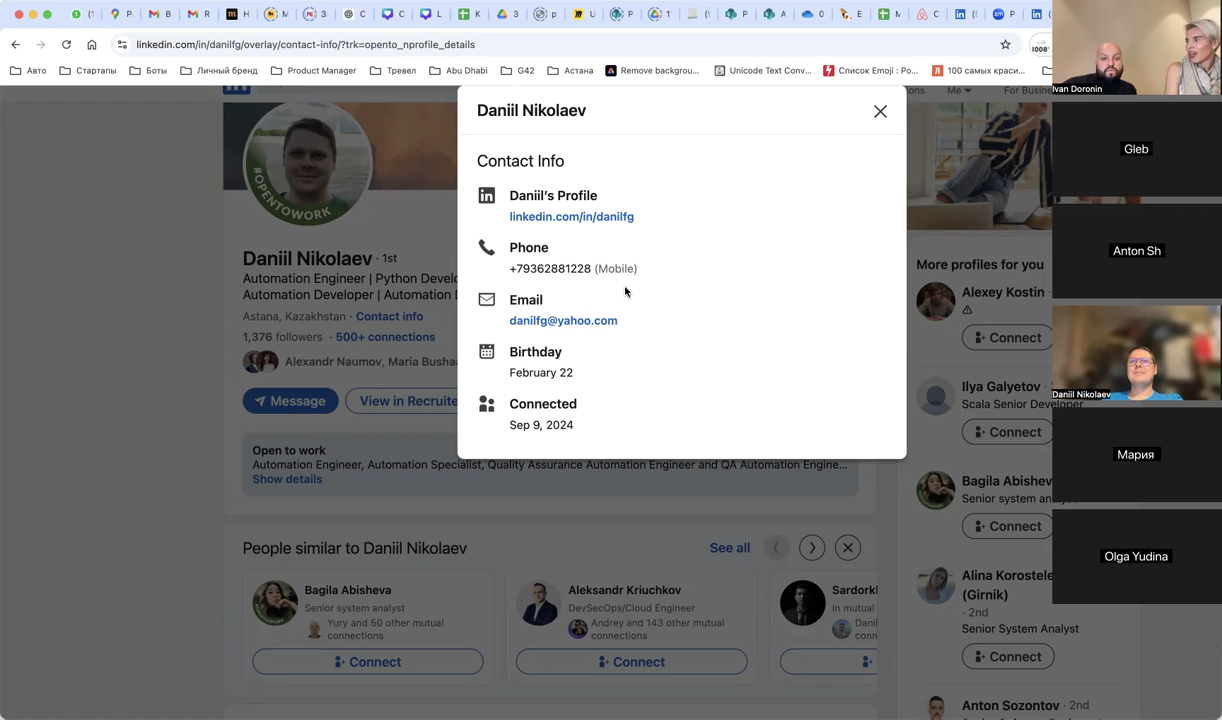 linkedin.com/in/danilfg/overlay/contact-info/?trk=opento_nprofile_details
Авто
Стартапы
Боты
Личный бренд
Product Manager
Тревел
Abu Dhabi
G42
Астана
Remove backgrou...
Unicode Text Conv...
Список Emoji : Po...
100 самых краси...
Me
For Busine
#OPENTOWORK
Daniil Nikolaev · 1st
Automation Engineer | Python Develo
Automation Developer | Automation L
Astana, Kazakhstan · Contact info
1,376 followers · 500+ connections
Alexandr Naumov, Maria Busha
Message
View in Recruite
Open to work
Automation Engineer, Automation Specialist, Quality Assurance Automation Engineer and QA Automation Engine...
Show details
People similar to Daniil Nikolaev
See all
Bagila Abisheva
Senior system analyst
Yury and 50 other mutual
connections
Connect
Aleksandr Kriuchkov
DevSecOps/Cloud Engineer
Andrey and 143 other mutual
connections
Connect
Sardork
In mutual
Danil
conn
Daniil Nikolaev
Contact Info
Daniil's Profile
linkedin.com/in/danilfg
Phone
+79362881228 (Mobile)
Email
danilfg@yahoo.com
Birthday
February 22
Connected
Sep 9, 2024
More profiles for you
Alexey Kostin
Connect
Ilya Galyetov ·
Scala Senior Developer
Connect
Bagila Abishev
Senior system an
Connect
Alina Korostele
(Girnik)
· 2nd
Senior System Analyst
Connect
Anton Sozontov · 2nd
Ivan Doronin
Gleb
Anton Sh
Daniil Nikolaev
Мария
Olga Yudina